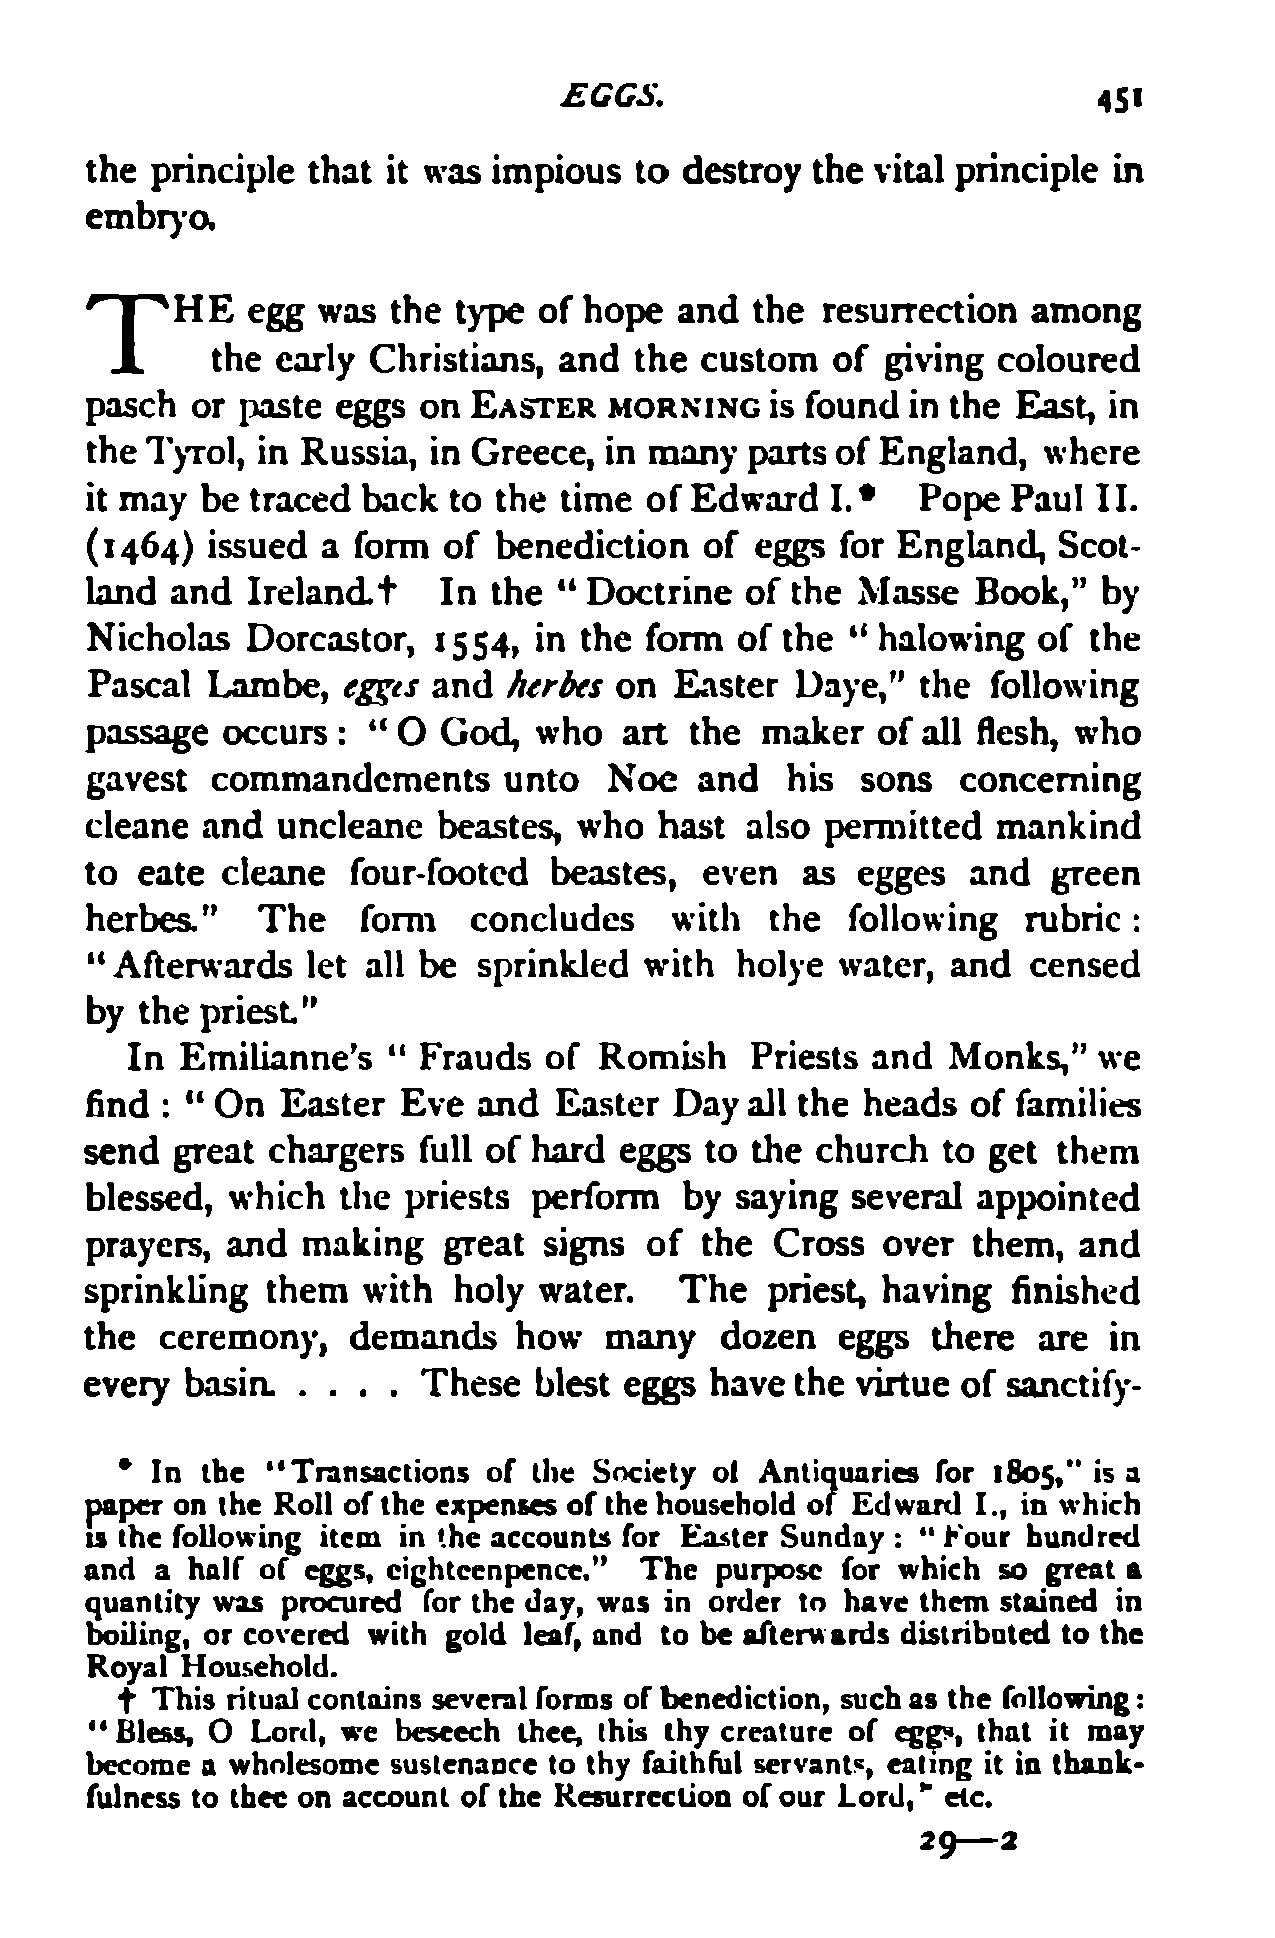 EGGS. 451
the principle that it was impious to destroy the vital principle in
embryo.
THE egg was the type of hope and the resurrection among
the early Christians, and the custom of giving coloured
pasch or paste eggs on EASTER MORNING is found in the East, in
the Tyrol, in Russia, in Greece, in many parts of England, where
it may be traced back to the time of Edward I.* Pope Paul II.
(1464) issued a form of benediction of eggs for England, Scot-
land and Ireland.† In the "Doctrine of the Masse Book," by
Nicholas Dorcastor, 1554, in the form of the "halowing of the
Pascal Lambe, egges and herbes on Easter Daye," the following
passage occurs: "O God, who art the maker of all flesh, who
gavest commandements unto Noe and his sons concerning
cleane and uncleane beastes, who hast also permitted mankind
to eate cleane four-footed beastes, even as egges and green
herbes." The form concludes with the following rubric:
"Afterwards let all be sprinkled with holye water, and censed
by the priest."
In Emilianne's "Frauds of Romish Priests and Monks," we
find: "On Easter Eve and Easter Day all the heads of families
send great chargers full of hard eggs to the church to get them
blessed, which the priests perform by saying several appointed
prayers, and making great signs of the Cross over them, and
sprinkling them with holy water. The priest, having finished
the ceremony, demands how many dozen eggs there are in
every basin. . . . . These blest eggs have the virtue of sanctify-
* In the "Transactions of the Society of Antiquaries for 1805," is a
paper on the Roll of the expenses of the household of Edward I., in which
is the following item in the accounts for Easter Sunday: "Four hundred
and a half of eggs, eighteenpence." The purpose for which so great a
quantity was procured for the day, was in order to have them stained in
boiling, or covered with gold leaf, and to be afterwards distributed to the
Royal Household.
† This ritual contains several forms of benediction, such as the following:
"Bless, O Lord, we beseech thee, this thy creature of eggs, that it may
become a wholesome sustenance to thy faithful servants, eating it in thank-
fulness to thee on account of the Resurrection of our Lord," etc.
29—2